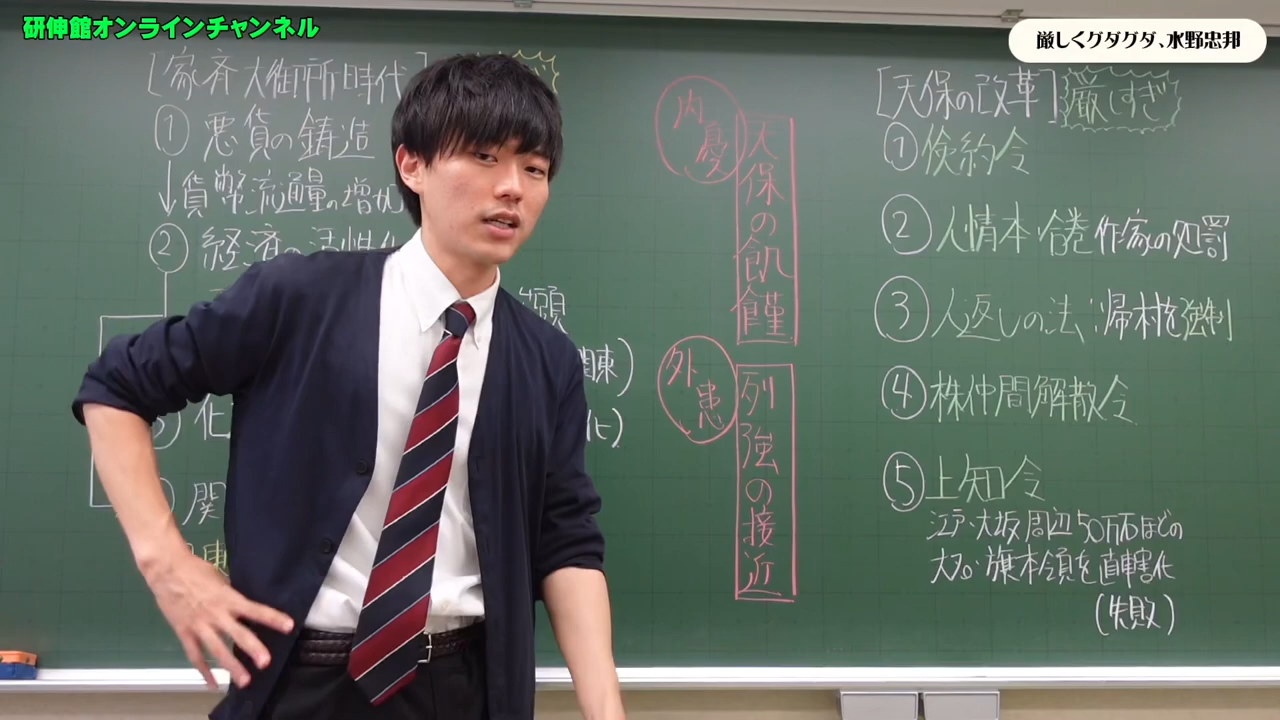 研伸館オンラインチャンネル
厳しくグダグダ、水野忠邦
[家斉大御所時代]
① 悪貨の鋳造
貨幣流通量の増
② 経済の活性化
関東)
化
化)
関
内憂
天保の飢饉
外患
列強の接近
[天保の改革] 厳しすぎ
① 倹約令
② 人情本・合巻作家の処罰
③ 人返しの法:帰村を強制
④ 株仲間解散令
⑤ 上知令
江戸・大坂周辺50万石ほどの
大名・旗本領を直轄化
(失敗)